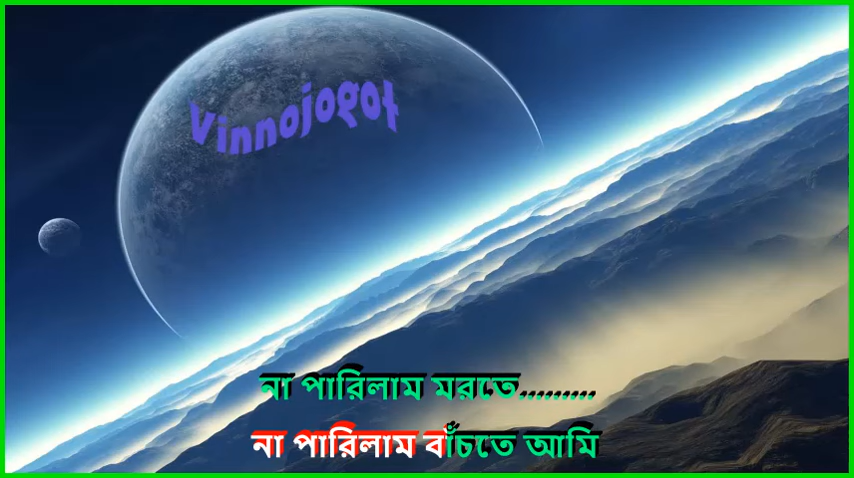 Vinnojogot
না পারিলাম মরতে.........
না পারিলাম বাঁচতে আমি